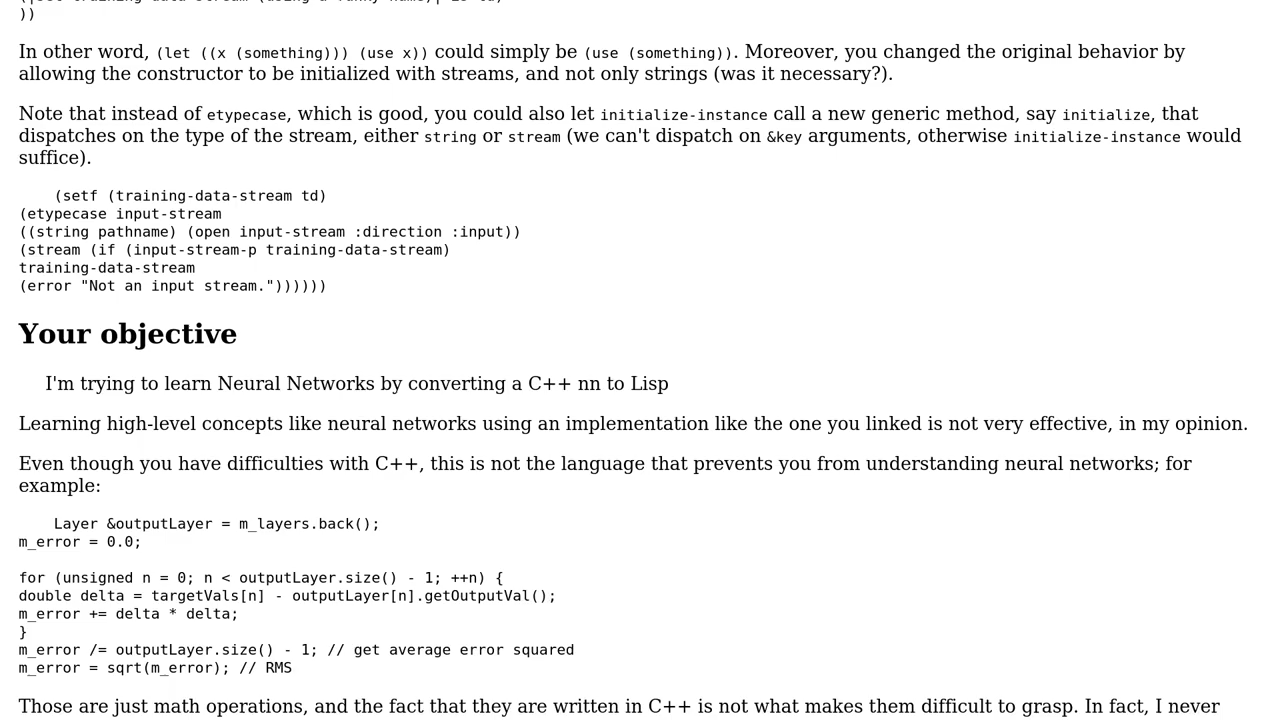 ))
In other word, (let ((x (something))) (use x)) could simply be (use (something)). Moreover, you changed the original behavior by
allowing the constructor to be initialized with streams, and not only strings (was it necessary?).
Note that instead of etypecase, which is good, you could also let initialize-instance call a new generic method, say initialize, that
dispatches on the type of the stream, either string or stream (we can't dispatch on &key arguments, otherwise initialize-instance would
suffice).
(setf (training-data-stream td)
(etypecase input-stream
((string pathname) (open input-stream :direction :input))
(stream (if (input-stream-p training-data-stream)
training-data-stream
(error "Not an input stream."))))))
Your objective
I'm trying to learn Neural Networks by converting a C++ nn to Lisp
Learning high-level concepts like neural networks using an implementation like the one you linked is not very effective, in my opinion.
Even though you have difficulties with C++, this is not the language that prevents you from understanding neural networks; for
example:
Layer &outputLayer = m_layers.back();
m_error = 0.0;
for (unsigned n = 0; n < outputLayer.size() - 1; ++n) {
double delta = targetVals[n] - outputLayer[n].getOutputVal();
m_error += delta * delta;
}
m_error /= outputLayer.size() - 1; // get average error squared
m_error = sqrt(m_error); // RMS
Those are just math operations, and the fact that they are written in C++ is not what makes them difficult to grasp. In fact, I never